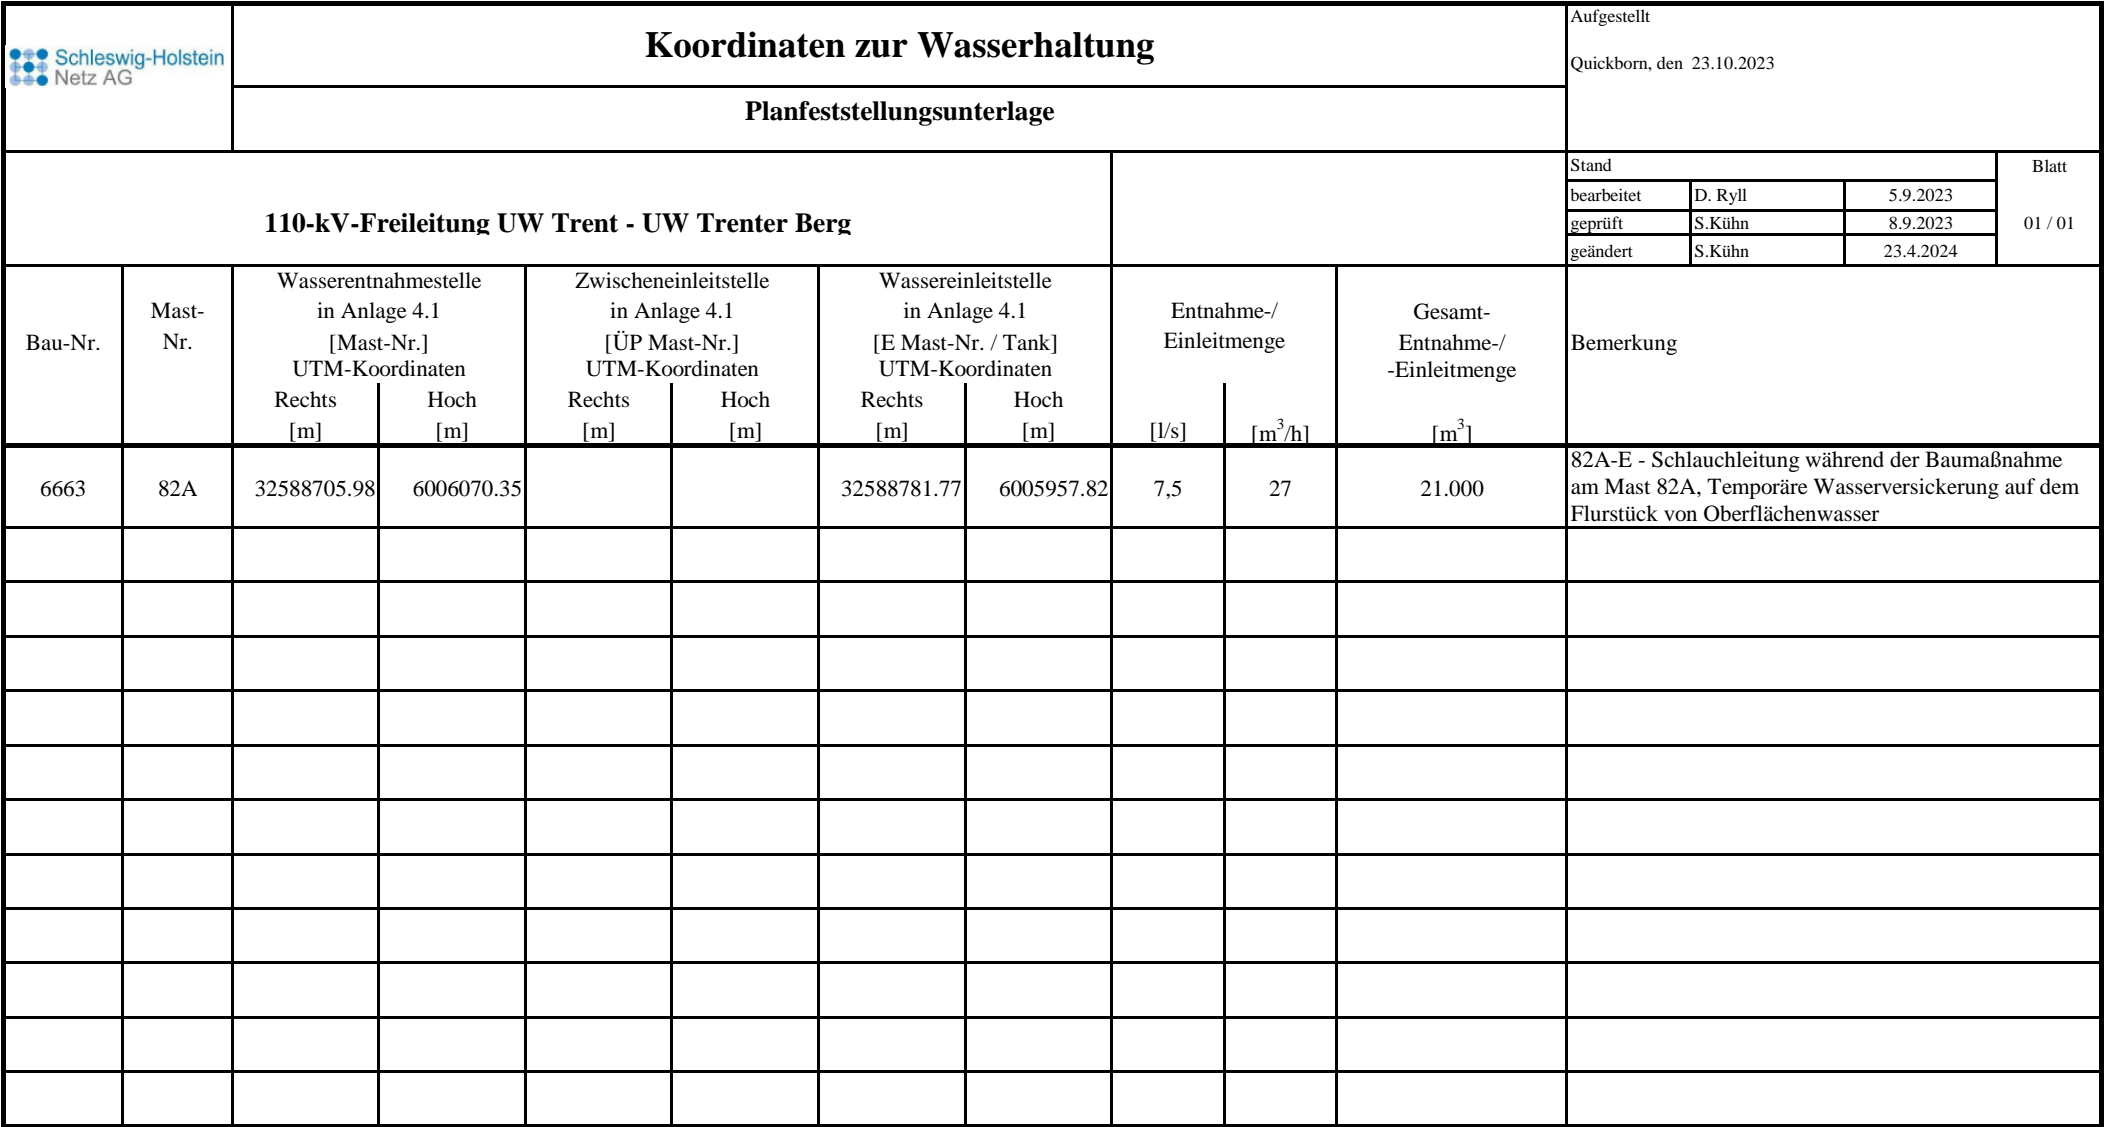 Schleswig-Holstein
Netz AG
Koordinaten zur Wasserhaltung
Planfeststellungsunterlage
Aufgestellt
Quickborn, den 23.10.2023
110-kV-Freileitung UW Trent - UW Trenter Berg
Stand
Blatt
bearbeitet D. Ryll 5.9.2023
geprüft S.Kühn 8.9.2023 01 / 01
geändert S.Kühn 23.4.2024
Bau-Nr.
Mast-
Nr.
Wasserentnahmestelle
in Anlage 4.1
[Mast-Nr.]
UTM-Koordinaten
Rechts Hoch
[m] [m]
Zwischeneinleitstelle
in Anlage 4.1
[ÜP Mast-Nr.]
UTM-Koordinaten
Rechts Hoch
[m] [m]
Wassereinleitstelle
in Anlage 4.1
[E Mast-Nr. / Tank]
UTM-Koordinaten
Rechts Hoch
[m] [m]
Entnahme-/
Einleitmenge
[l/s] [m³/h]
Gesamt-
Entnahme-/
-Einleitmenge
[m³]
Bemerkung
6663 82A 32588705.98 6006070.35 32588781.77 6005957.82 7,5 27 21.000
82A-E - Schlauchleitung während der Baumaßnahme
am Mast 82A, Temporäre Wasserversickerung auf dem
Flurstück von Oberflächenwasser